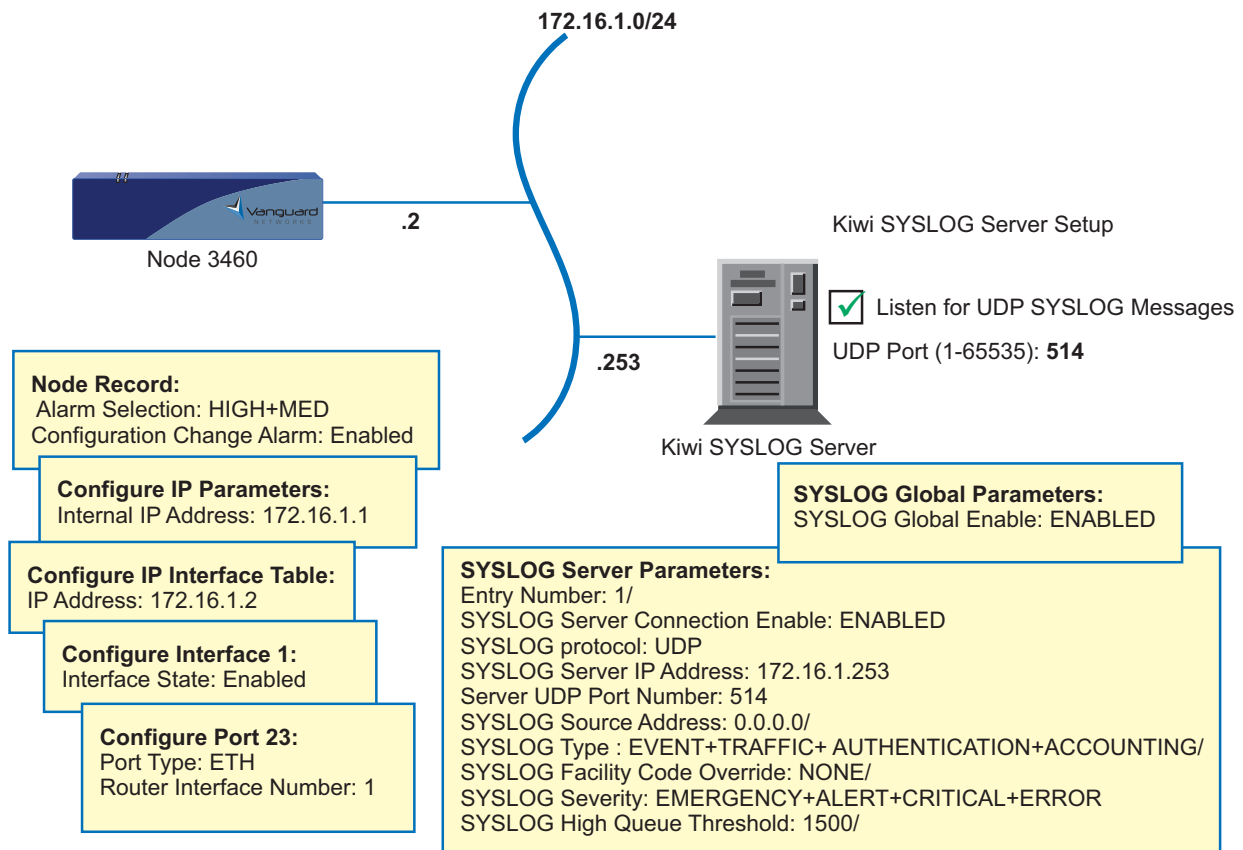 172.16.1.0/24
Vanguard
NETWORKS
.2
Node 3460
Kiwi SYSLOG Server Setup
Listen for UDP SYSLOG Messages
UDP Port (1-65535): 514
.253
Kiwi SYSLOG Server
Node Record:
Alarm Selection: HIGH+MED
Configuration Change Alarm: Enabled
Configure IP Parameters:
Internal IP Address: 172.16.1.1
Configure IP Interface Table:
IP Address: 172.16.1.2
Configure Interface 1:
Interface State: Enabled
Configure Port 23:
Port Type: ETH
Router Interface Number: 1
SYSLOG Global Parameters:
SYSLOG Global Enable: ENABLED
SYSLOG Server Parameters:
Entry Number: 1/
SYSLOG Server Connection Enable: ENABLED
SYSLOG protocol: UDP
SYSLOG Server IP Address: 172.16.1.253
Server UDP Port Number: 514
SYSLOG Source Address: 0.0.0.0/
SYSLOG Type : EVENT+TRAFFIC+ AUTHENTICATION+ACCOUNTING/
SYSLOG Facility Code Override: NONE/
SYSLOG Severity: EMERGENCY+ALERT+CRITICAL+ERROR
SYSLOG High Queue Threshold: 1500/